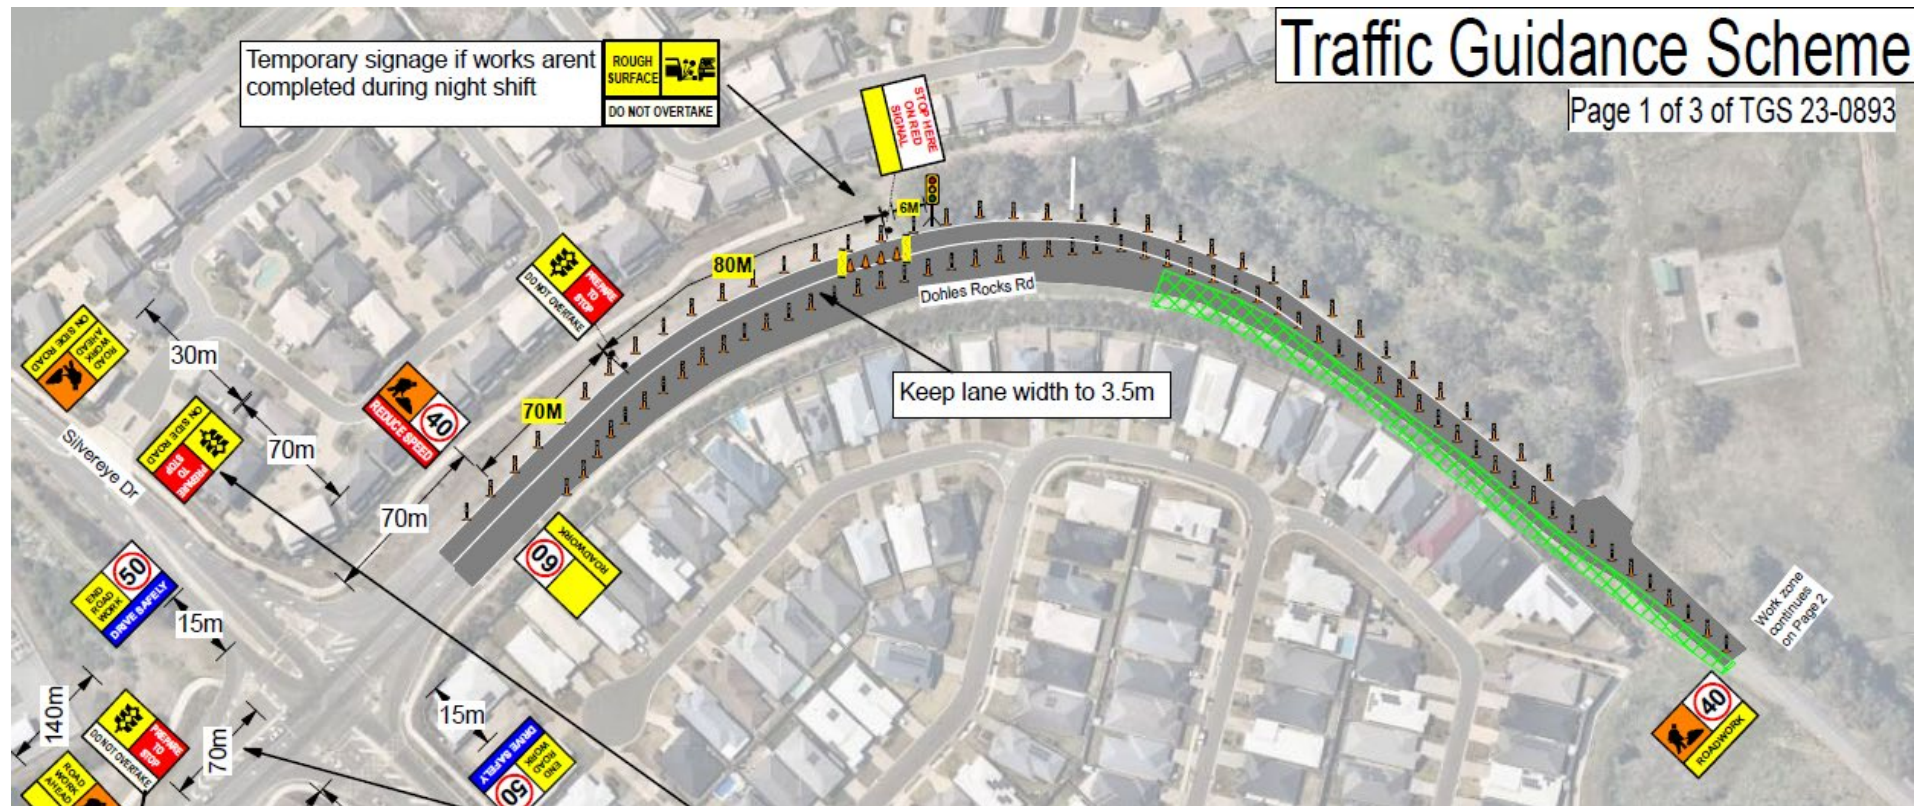 Traffic Guidance Scheme
Page 1 of 3 of TGS 23-0893
Temporary signage if works arent
completed during night shift
ROUGH
SURFACE
DO NOT OVERTAKE
STOP HERE
ON RED
SIGNAL
6M
80M
PREPARE
TO
STOP
DO NOT OVERTAKE
Dohles Rocks Rd
Keep lane width to 3.5m
ROAD
WORK
AHEAD
ON SIDE ROAD
30m
70M
40
REDUCE SPEED
ON SIDE ROAD
PREPARE
TO
STOP
70m
Silvereye Dr
70m
ROADWORK
60
50
END
ROAD
WORK
DRIVE SAFELY
15m
Work zone
continues
on Page 2
140m
PREPARE
TO
STOP
DO NOT OVERTAKE
70m
15m
END
ROAD
WORK
50
DRIVE SAFELY
40
ROADWORK
ROAD
WORK
AHEAD